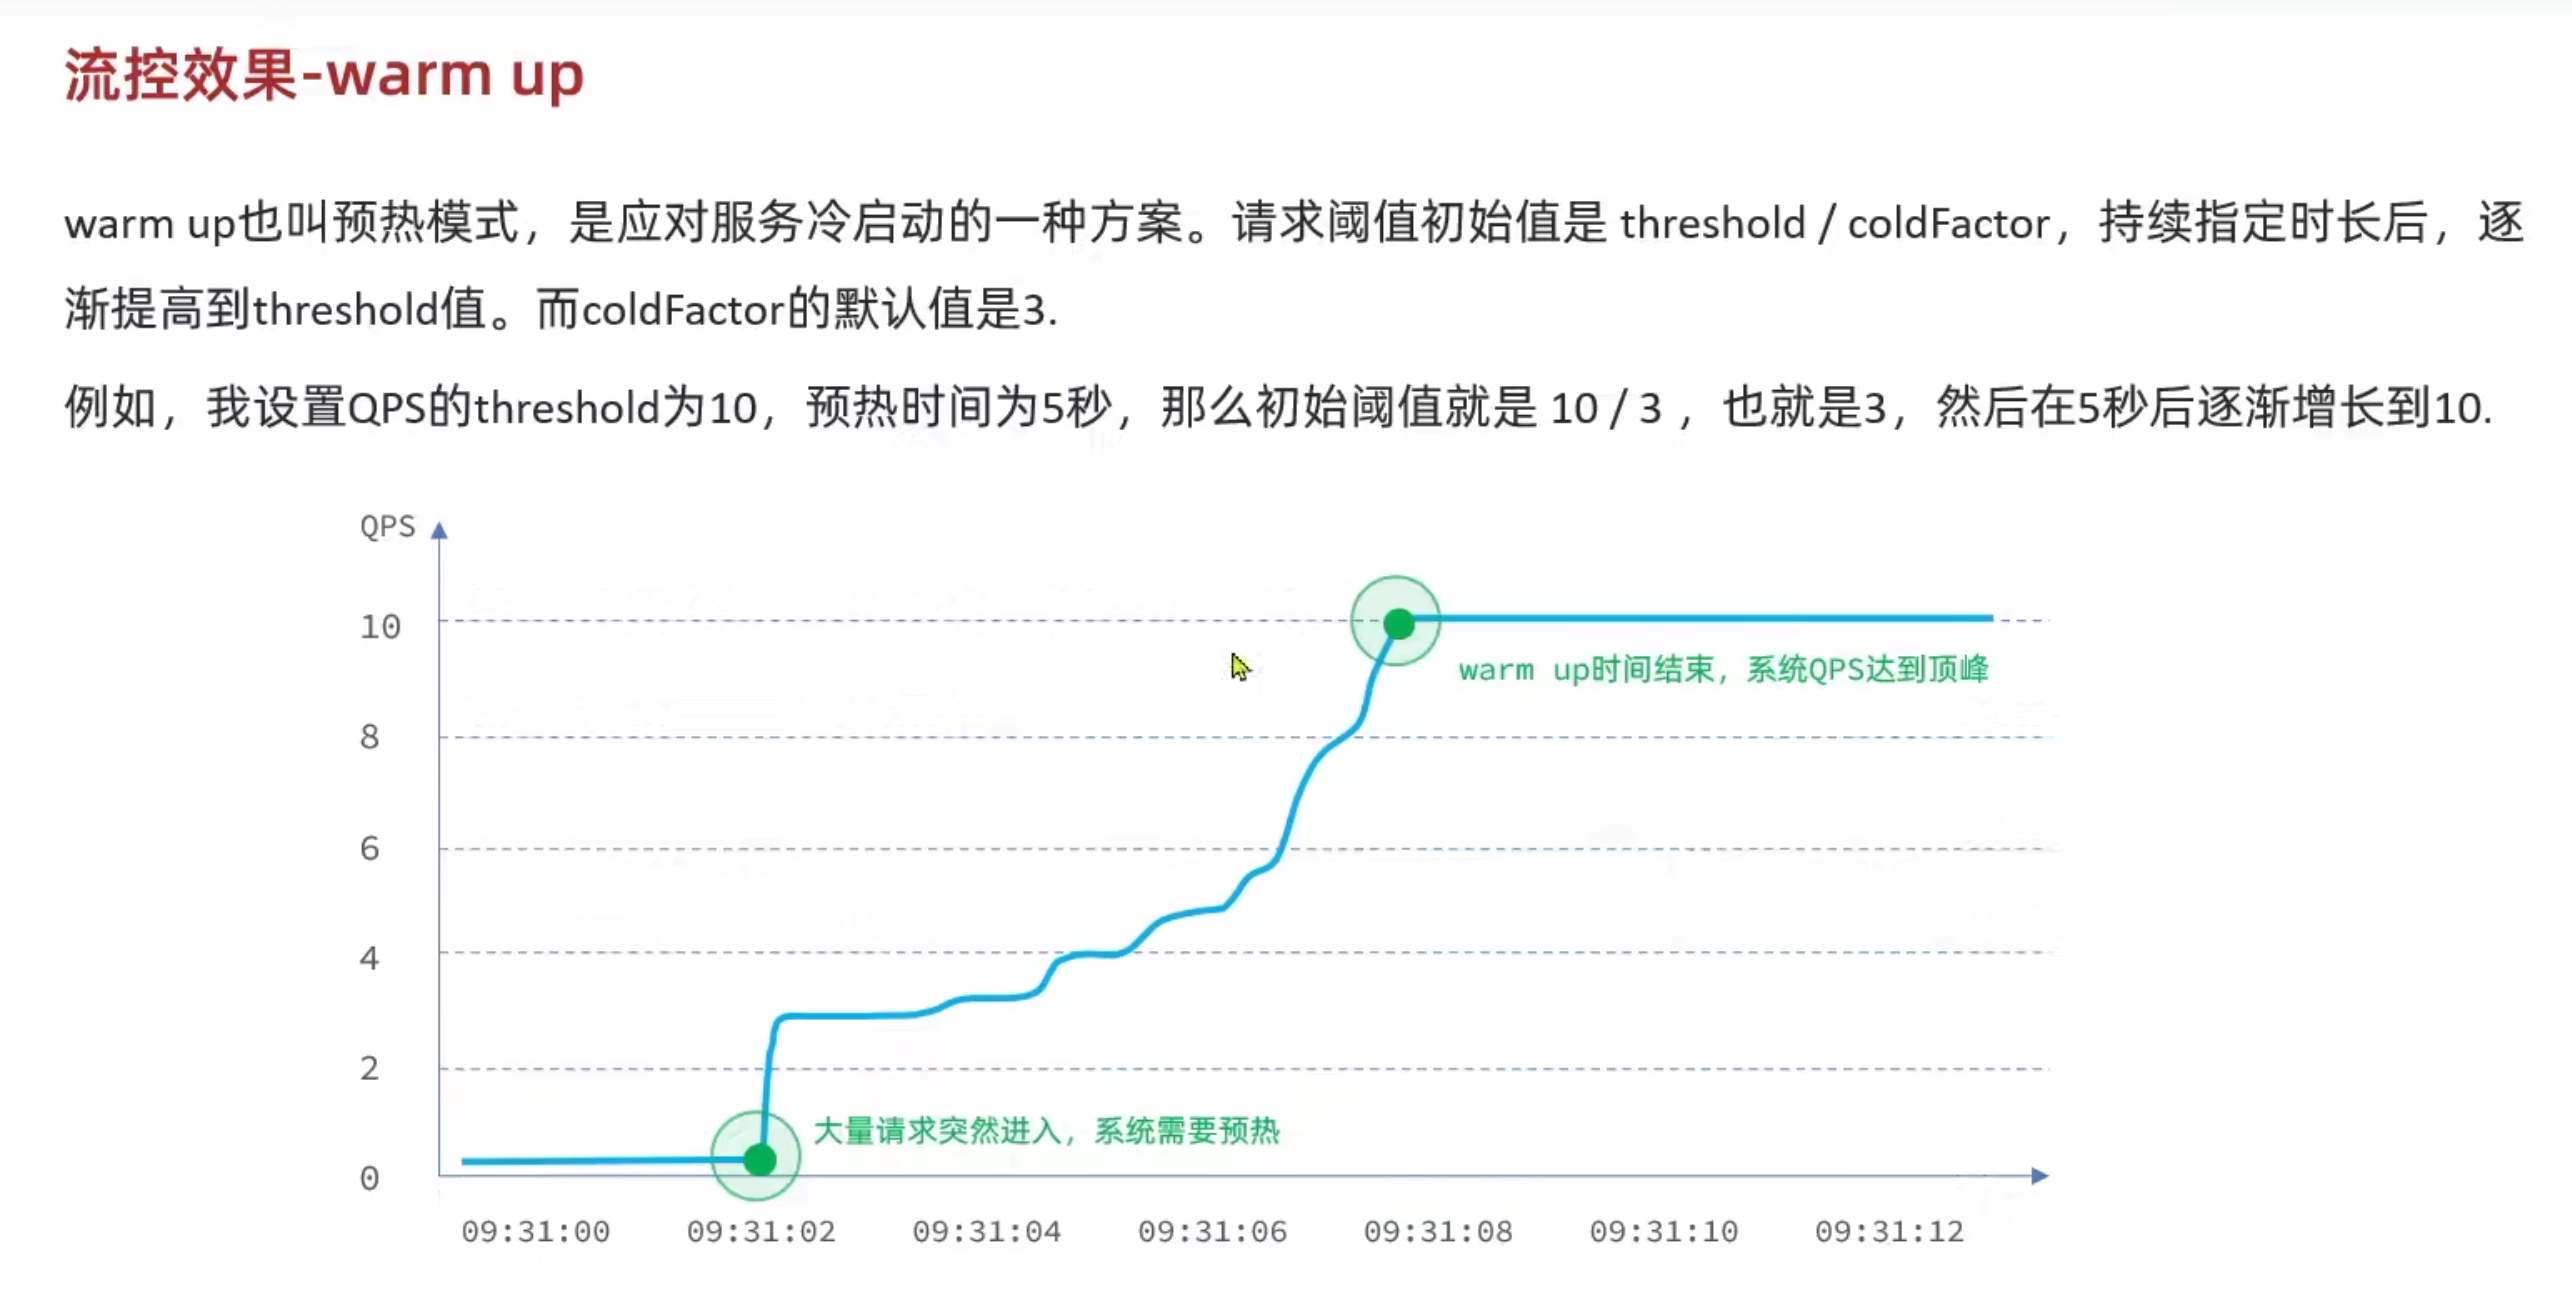 流控效果-warm up
warm up也叫预热模式，是应对服务冷启动的一种方案。请求阈值初始值是 threshold / coldFactor，持续指定时长后，逐
渐提高到threshold值。而coldFactor的默认值是3.
例如，我设置QPS的threshold为10，预热时间为5秒，那么初始阈值就是 10 / 3 ，也就是3，然后在5秒后逐渐增长到10.
QPS
10
warm up时间结束，系统QPS达到顶峰
8
6
4
2
大量请求突然进入，系统需要预热
0
09:31:00 09:31:02 09:31:04 09:31:06 09:31:08 09:31:10 09:31:12